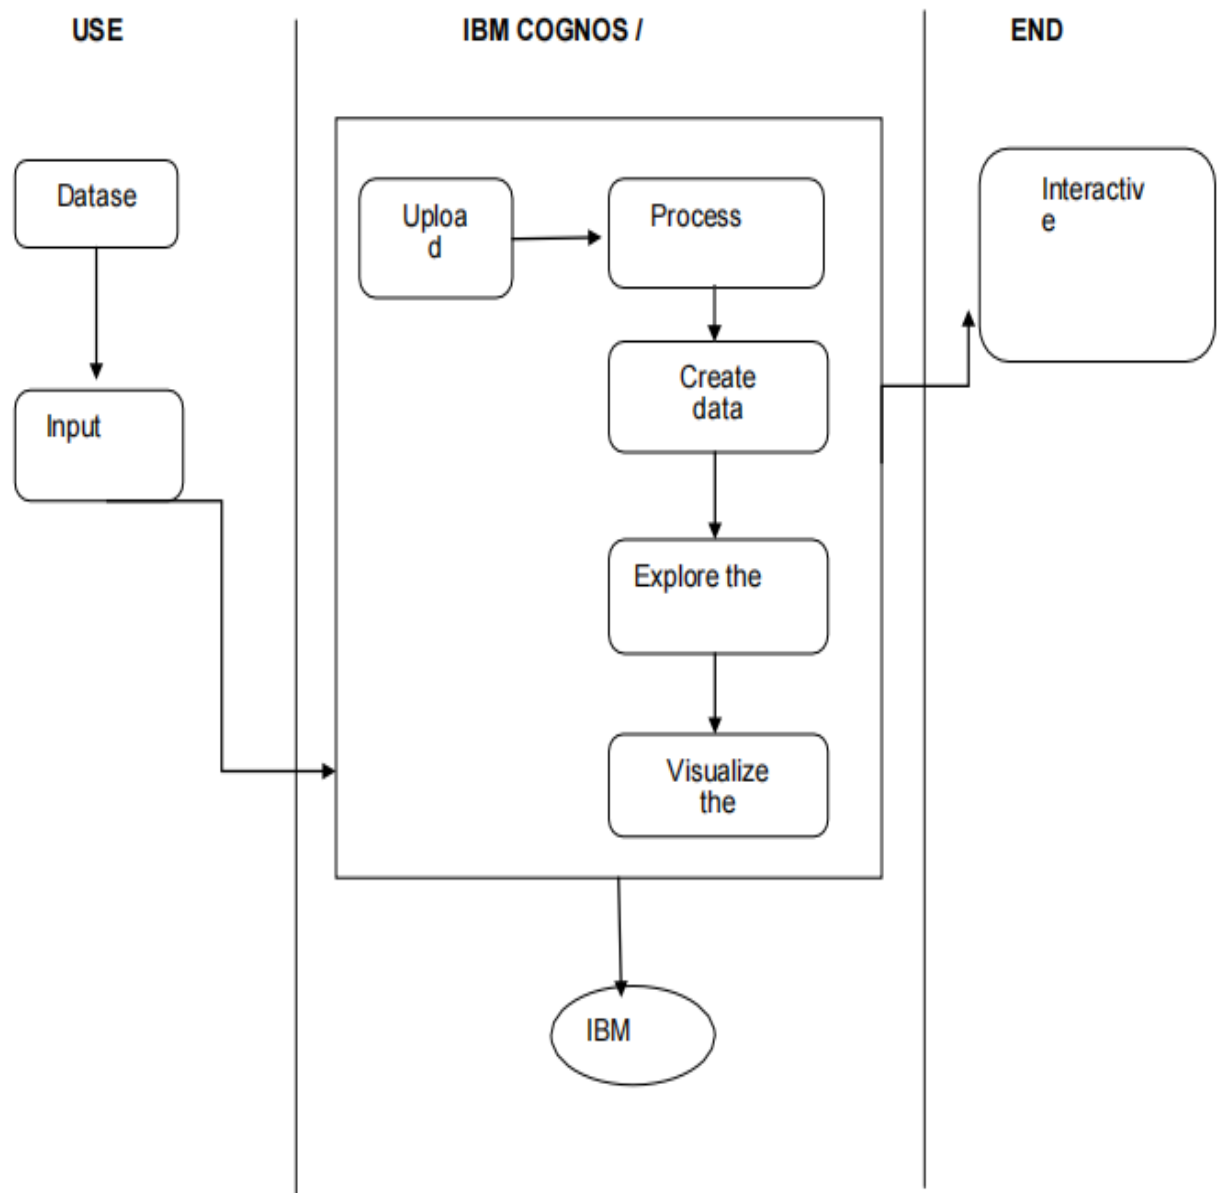 USE
IBM COGNOS /
END
Datase
Input
Uploa
d
Process
Create
data
Explore the
Visualize
the
IBM
Interactiv
e